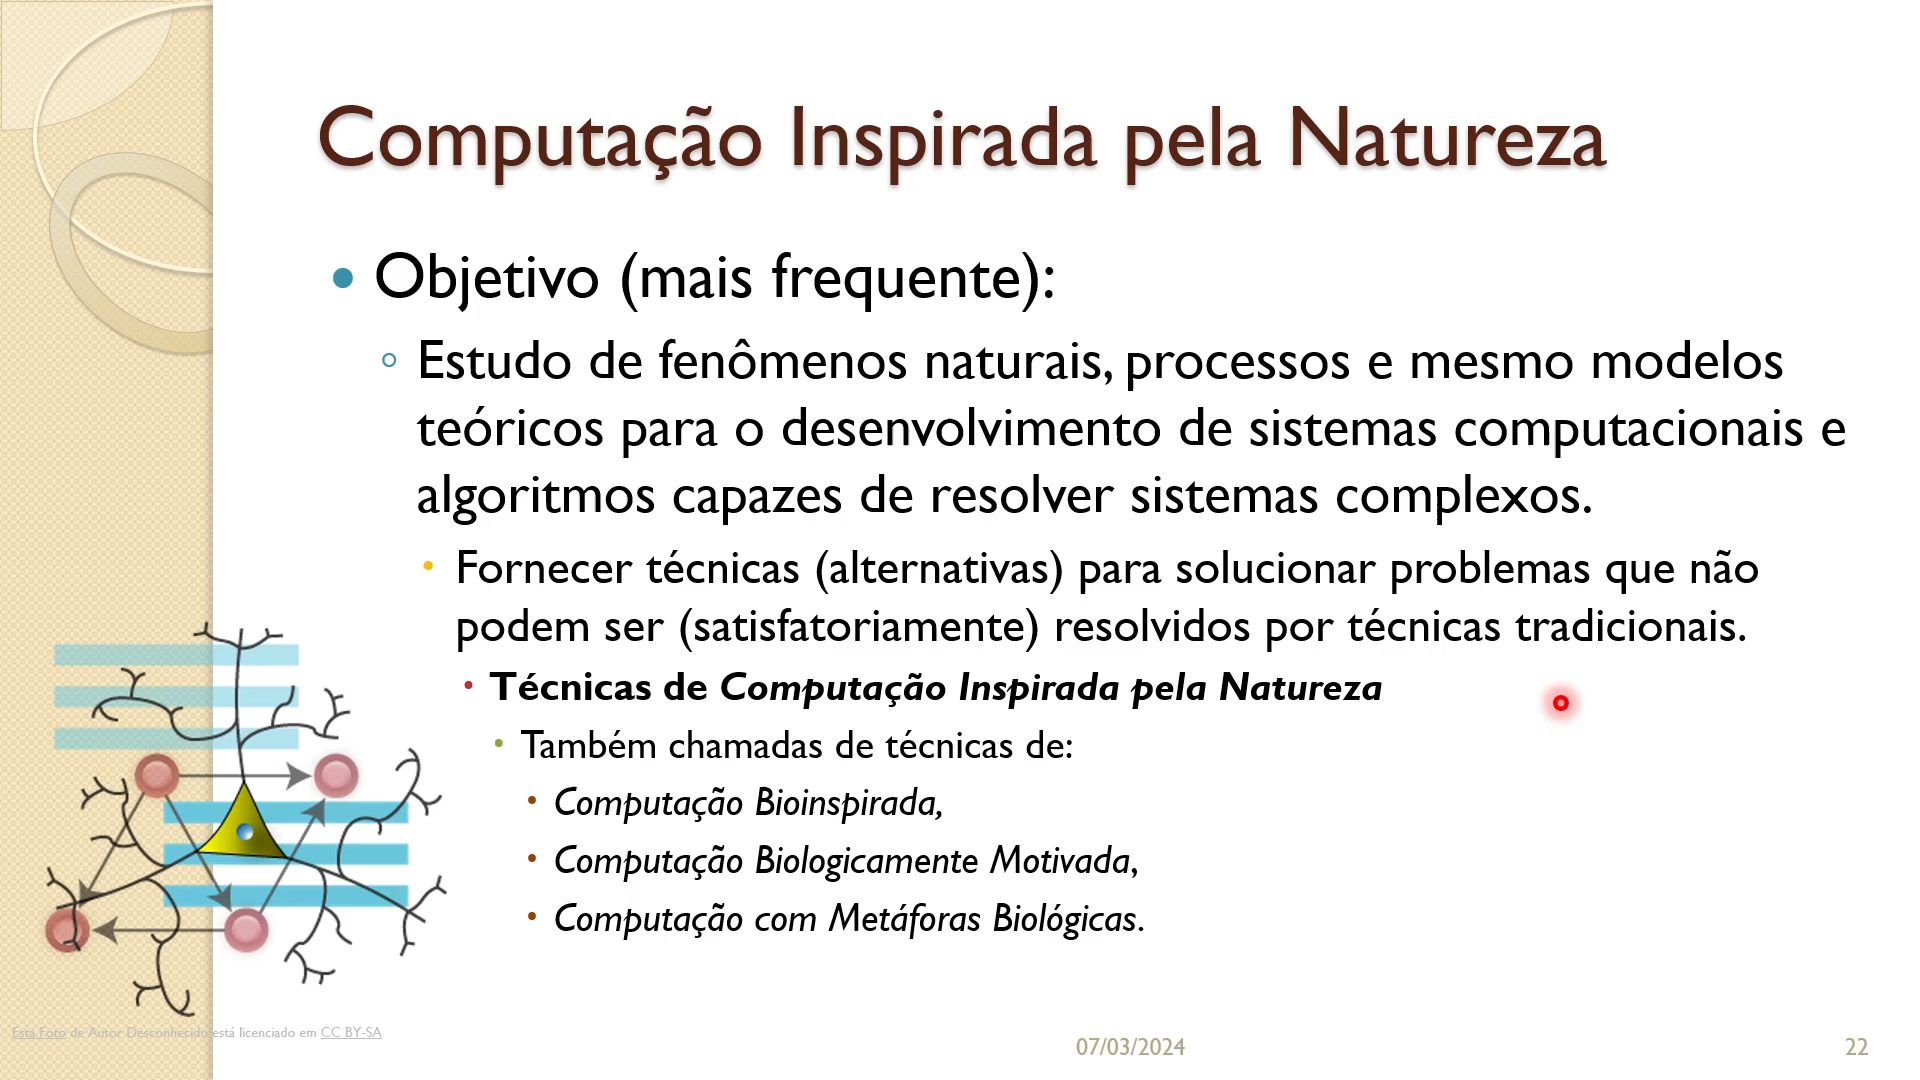 Computação Inspirada pela Natureza
Objetivo (mais frequente):
Estudo de fenômenos naturais, processos e mesmo modelos
teóricos para o desenvolvimento de sistemas computacionais e
algoritmos capazes de resolver sistemas complexos.
Fornecer técnicas (alternativas) para solucionar problemas que não
podem ser (satisfatoriamente) resolvidos por técnicas tradicionais.
Técnicas de Computação Inspirada pela Natureza
Também chamadas de técnicas de:
Computação Bioinspirada,
Computação Biologicamente Motivada,
Computação com Metáforas Biológicas.
Esta Foto de Autor Desconhecido está licenciado em CC BY-SA
07/03/2024
22